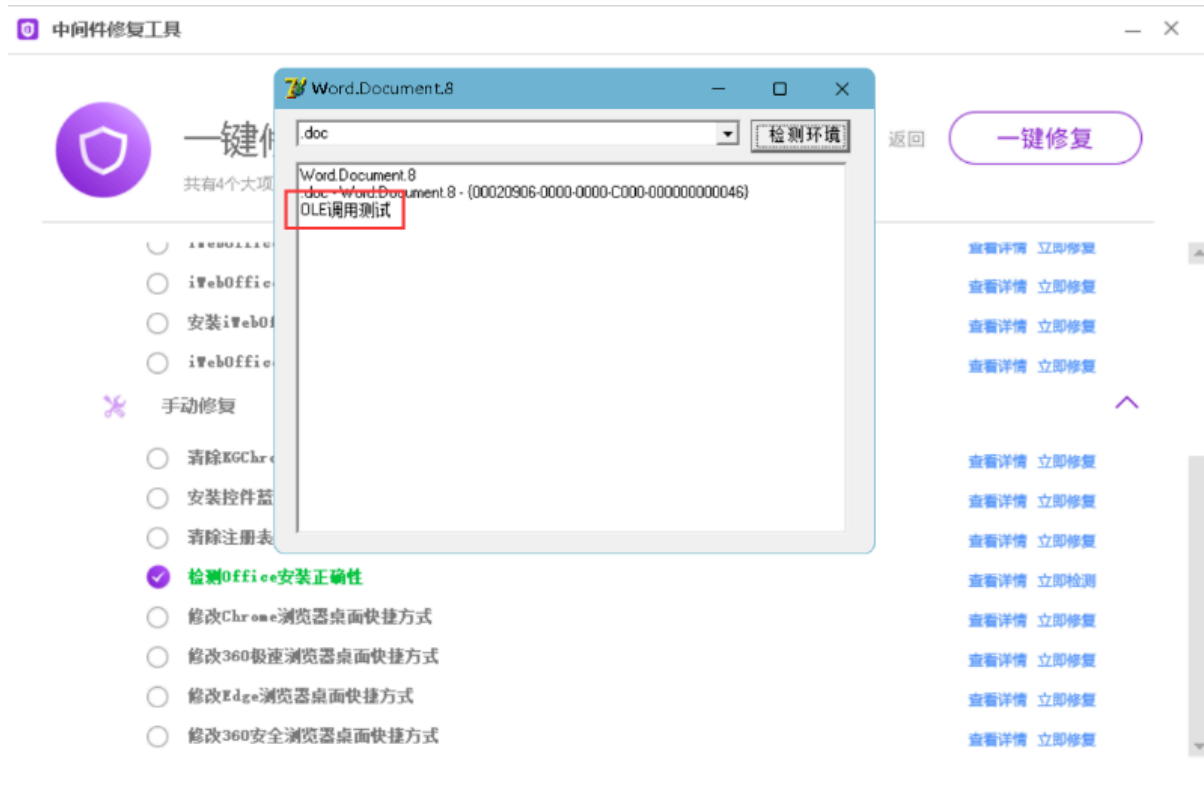 中间件修复工具
Word.Document.8
.doc
检测环境
一键
返回
一键修复
共有4个大项
Word.Document.8
.doc - Word.Document.8 - {00020906-0000-0000-C000-000000000046}
OLE调用测试
查看详情 立即修复
iWebOffic
查看详情 立即修复
安装iWebO
查看详情 立即修复
iWebOffic
查看详情 立即修复
手动修复
清除KGChr
查看详情 立即修复
安装控件蓝
查看详情 立即修复
清除注册表
查看详情 立即修复
检测Office安装正确性
查看详情 立即检测
修改Chrome浏览器桌面快捷方式
查看详情 立即修复
修改360极速浏览器桌面快捷方式
查看详情 立即修复
修改Edge浏览器桌面快捷方式
查看详情 立即修复
修改360安全浏览器桌面快捷方式
查看详情 立即修复